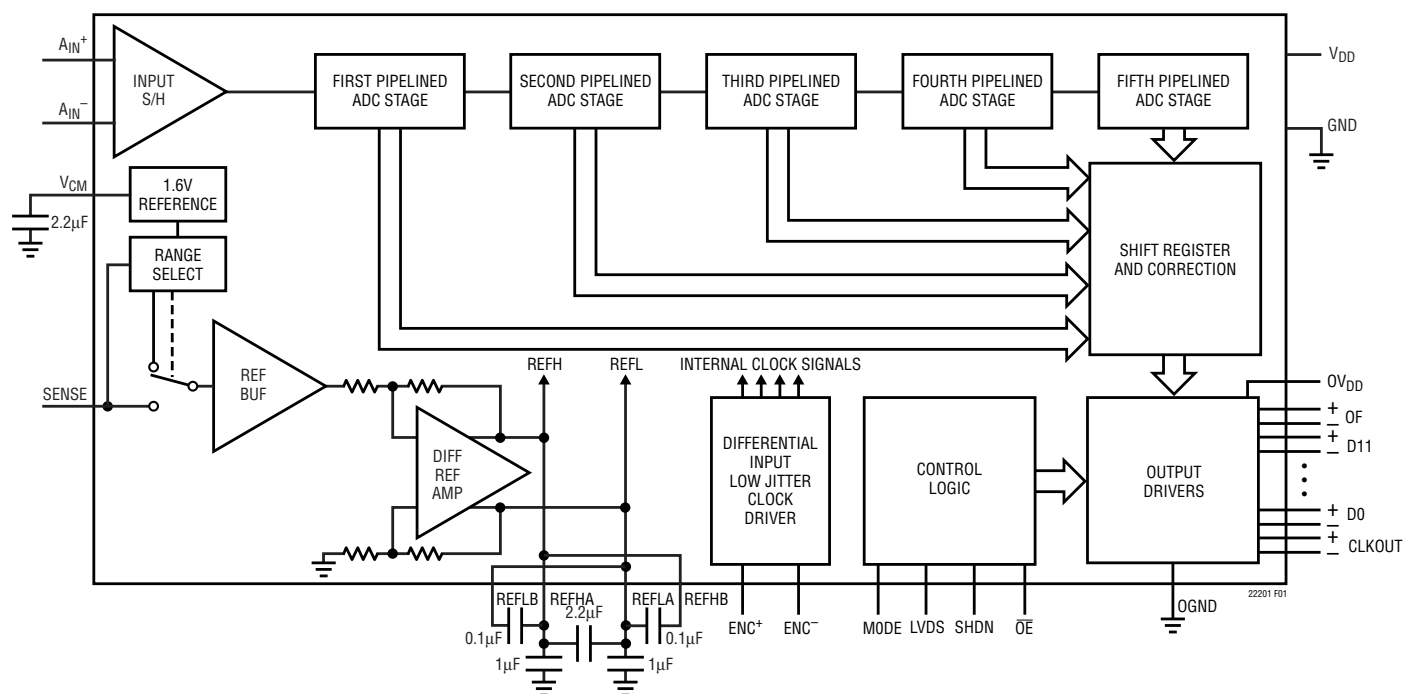 AIN+
AIN–
INPUT
S/H
FIRST PIPELINED
ADC STAGE
SECOND PIPELINED
ADC STAGE
THIRD PIPELINED
ADC STAGE
FOURTH PIPELINED
ADC STAGE
FIFTH PIPELINED
ADC STAGE
VDD
GND
VCM
2.2µF
1.6V
REFERENCE
RANGE
SELECT
SHIFT REGISTER
AND CORRECTION
SENSE
REF
BUF
REFH
REFL
INTERNAL CLOCK SIGNALS
DIFF
REF
AMP
DIFFERENTIAL
INPUT
LOW JITTER
CLOCK
DRIVER
CONTROL
LOGIC
OUTPUT
DRIVERS
OVDD
+
– OF
+
– D11
+
– D0
+
– CLKOUT
22201 F01
OGND
REFLB
REFHA
REFLA
REFHB
2.2µF
0.1µF
0.1µF
1µF
1µF
ENC+
ENC–
MODE
LVDS
SHDN
O̅E̅